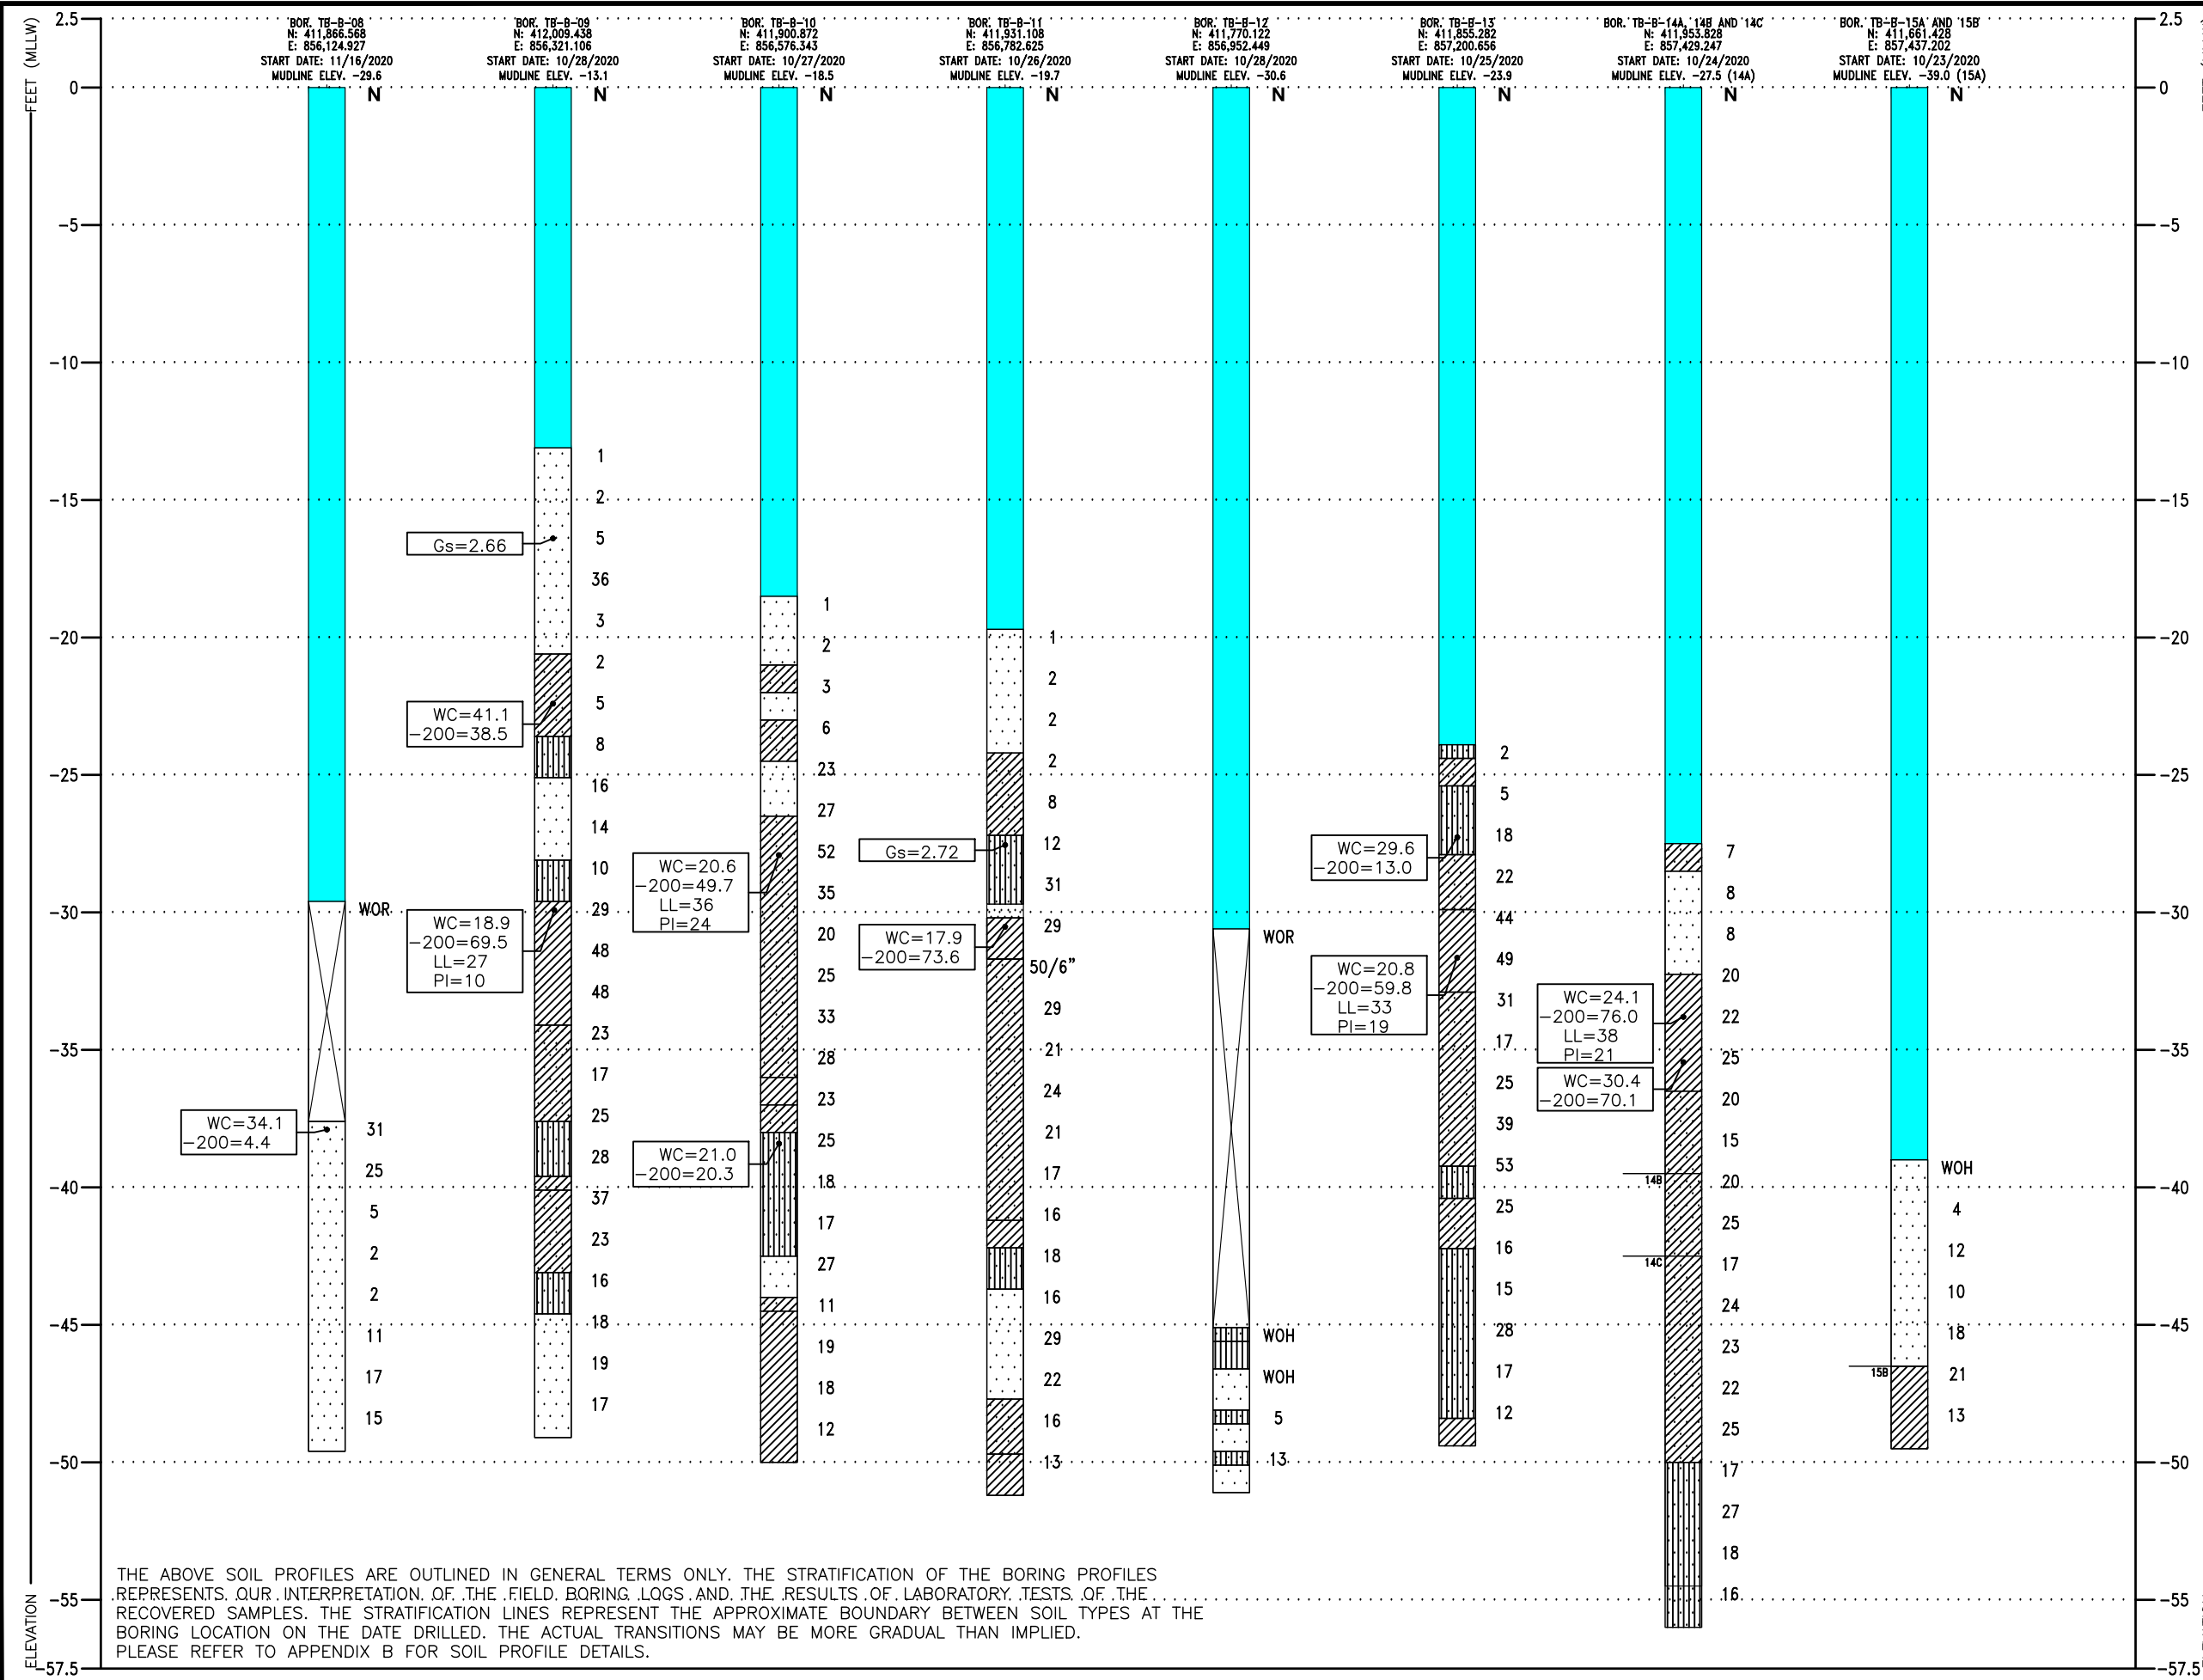 BOR. TB-B-08
N: 411,866.568
E: 856,124.927
START DATE: 11/16/2020
MUDLINE ELEV. -29.6
BOR. TB-B-09
N: 412,009.438
E: 856,321.106
START DATE: 10/28/2020
MUDLINE ELEV. -13.1
BOR. TB-B-10
N: 411,900.872
E: 856,576.343
START DATE: 10/27/2020
MUDLINE ELEV. -18.5
BOR. TB-B-11
N: 411,931.108
E: 856,782.625
START DATE: 10/26/2020
MUDLINE ELEV. -19.7
BOR. TB-B-12
N: 411,770.122
E: 856,952.449
START DATE: 10/28/2020
MUDLINE ELEV. -30.6
BOR. TB-B-13
N: 411,855.282
E: 857,200.656
START DATE: 10/25/2020
MUDLINE ELEV. -23.9
BOR. TB-B-14A, 14B AND 14C
N: 411,953.828
E: 857,429.247
START DATE: 10/24/2020
MUDLINE ELEV. -27.5 (14A)
BOR. TB-B-15A AND 15B
N: 411,661.428
E: 857,437.202
START DATE: 10/23/2020
MUDLINE ELEV. -39.0 (15A)
FEET (MLLW)
ELEVATION
2.5
0
-5
-10
-15
-20
-25
-30
-35
-40
-45
-50
-55
-57.5
N
WOR
31
25
5
2
2
11
17
15
WC=34.1
-200=4.4
N
1
2
5
36
3
2
5
8
16
14
10
29
48
48
23
17
25
28
37
23
16
18
19
17
Gs=2.66
WC=41.1
-200=38.5
WC=18.9
-200=69.5
LL=27
PI=10
N
1
2
3
6
23
27
52
35
20
25
33
28
23
25
18
17
27
11
19
18
12
WC=20.6
-200=49.7
LL=36
PI=24
WC=21.0
-200=20.3
N
1
2
2
2
8
12
31
29
50/6"
29
21
24
21
17
16
18
16
29
22
16
13
Gs=2.72
WC=17.9
-200=73.6
N
WOR
WOH
WOH
5
13
N
2
5
18
22
44
49
31
17
25
39
53
25
16
15
28
17
12
WC=29.6
-200=13.0
WC=20.8
-200=59.8
LL=33
PI=19
N
7
8
8
20
22
25
20
15
20
25
17
24
23
22
25
17
27
18
16
WC=24.1
-200=76.0
LL=38
PI=21
WC=30.4
-200=70.1
14B
14C
N
WOH
4
12
10
18
21
13
15B
2.5
0
-5
-10
-15
-20
-25
-30
-35
-40
-45
-50
-55
-57.5
THE ABOVE SOIL PROFILES ARE OUTLINED IN GENERAL TERMS ONLY. THE STRATIFICATION OF THE BORING PROFILES
REPRESENTS OUR INTERPRETATION OF THE FIELD BORING LOGS AND THE RESULTS OF LABORATORY TESTS OF THE
RECOVERED SAMPLES. THE STRATIFICATION LINES REPRESENT THE APPROXIMATE BOUNDARY BETWEEN SOIL TYPES AT THE
BORING LOCATION ON THE DATE DRILLED. THE ACTUAL TRANSITIONS MAY BE MORE GRADUAL THAN IMPLIED.
PLEASE REFER TO APPENDIX B FOR SOIL PROFILE DETAILS.